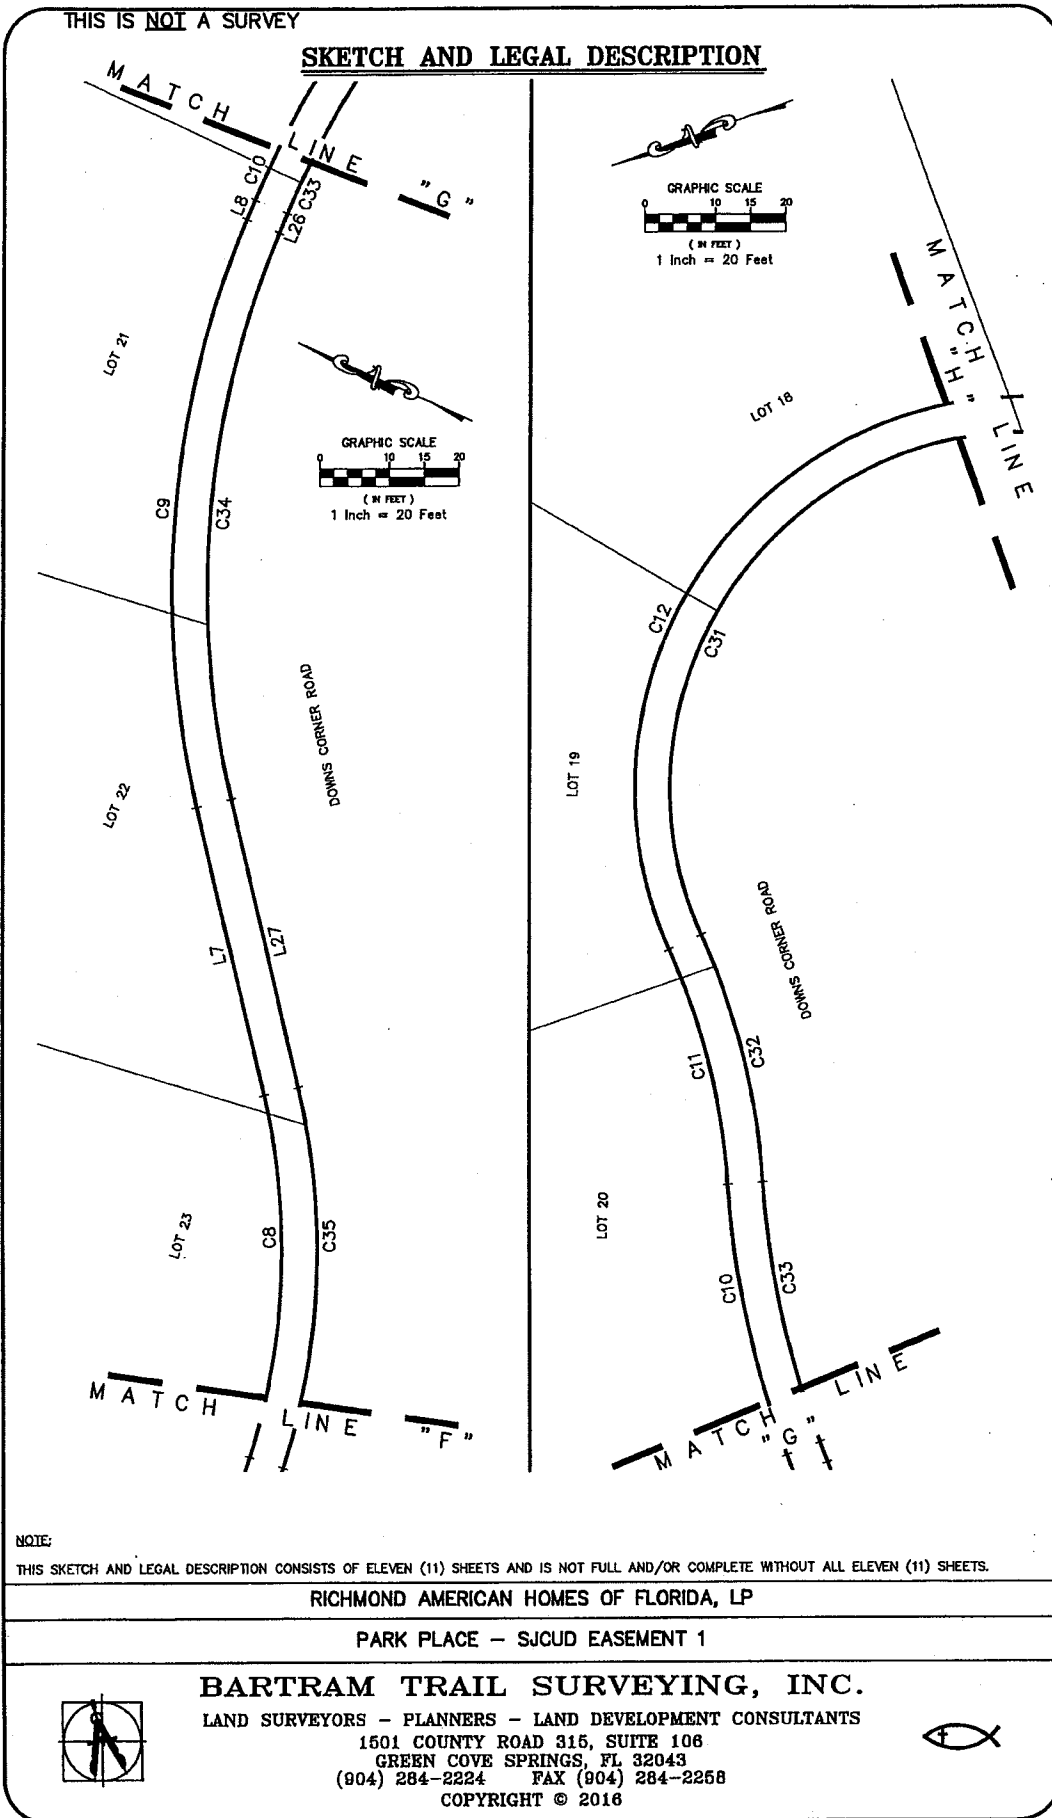 THIS IS NOT A SURVEY
SKETCH AND LEGAL DESCRIPTION
MATCH LINE "G"
C10
L8
C33
L26
LOT 21
GRAPHIC SCALE
0 10 15 20
( IN FEET )
1 Inch = 20 Feet
C9
C34
DOWNS CORNER ROAD
LOT 22
L7
L27
LOT 23
C8
C35
MATCH LINE "F"
GRAPHIC SCALE
0 10 15 20
( IN FEET )
1 Inch = 20 Feet
MATCH LINE
"H"
LOT 18
C12
C31
LOT 19
DOWNS CORNER ROAD
C11
C32
LOT 20
C10
C33
MATCH LINE
"G"
NOTE:
THIS SKETCH AND LEGAL DESCRIPTION CONSISTS OF ELEVEN (11) SHEETS AND IS NOT FULL AND/OR COMPLETE WITHOUT ALL ELEVEN (11) SHEETS.
RICHMOND AMERICAN HOMES OF FLORIDA, LP
PARK PLACE – SJCUD EASEMENT 1
BARTRAM TRAIL SURVEYING, INC.
LAND SURVEYORS – PLANNERS – LAND DEVELOPMENT CONSULTANTS
1501 COUNTY ROAD 315, SUITE 106
GREEN COVE SPRINGS, FL 32043
(904) 284-2224 FAX (904) 284-2258
COPYRIGHT © 2016